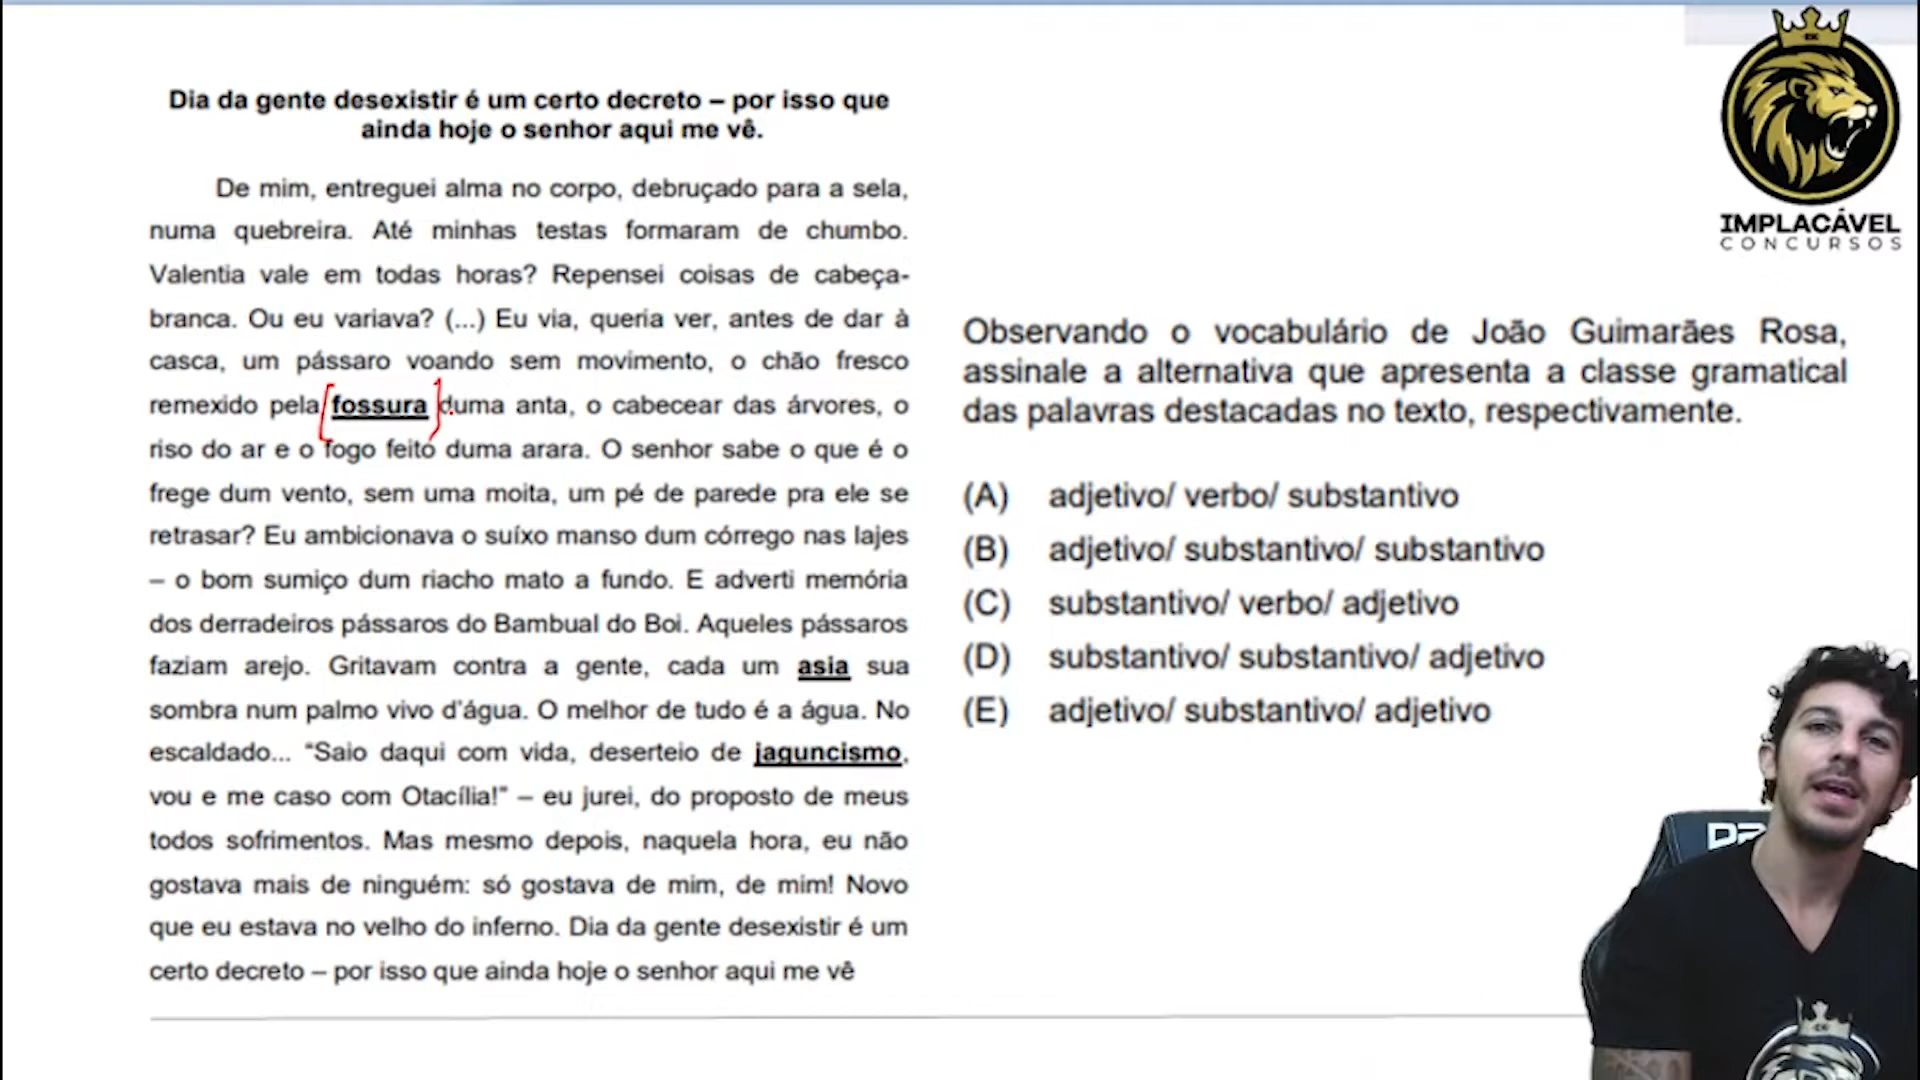 Dia da gente desexistir é um certo decreto – por isso que
ainda hoje o senhor aqui me vê.
De mim, entreguei alma no corpo, debruçado para a sela,
numa quebreira. Até minhas testas formaram de chumbo.
Valentia vale em todas horas? Repensei coisas de cabeça-
branca. Ou eu variava? (...) Eu via, queria ver, antes de dar à
casca, um pássaro voando sem movimento, o chão fresco
remexido pela fossura duma anta, o cabecear das árvores, o
riso do ar e o fogo feito duma arara. O senhor sabe o que é o
frege dum vento, sem uma moita, um pé de parede pra ele se
retrasar? Eu ambicionava o suíxo manso dum córrego nas lajes
– o bom sumiço dum riacho mato a fundo. E adverti memória
dos derradeiros pássaros do Bambual do Boi. Aqueles pássaros
faziam arejo. Gritavam contra a gente, cada um asia sua
sombra num palmo vivo d'água. O melhor de tudo é a água. No
escaldado... “Saio daqui com vida, deserteio de jaguncismo,
vou e me caso com Otacília!” – eu jurei, do proposto de meus
todos sofrimentos. Mas mesmo depois, naquela hora, eu não
gostava mais de ninguém: só gostava de mim, de mim! Novo
que eu estava no velho do inferno. Dia da gente desexistir é um
certo decreto – por isso que ainda hoje o senhor aqui me vê
IMPLACÁVEL
CONCURSOS
Observando o vocabulário de João Guimarães Rosa,
assinale a alternativa que apresenta a classe gramatical
das palavras destacadas no texto, respectivamente.
(A) adjetivo/ verbo/ substantivo
(B) adjetivo/ substantivo/ substantivo
(C) substantivo/ verbo/ adjetivo
(D) substantivo/ substantivo/ adjetivo
(E) adjetivo/ substantivo/ adjetivo